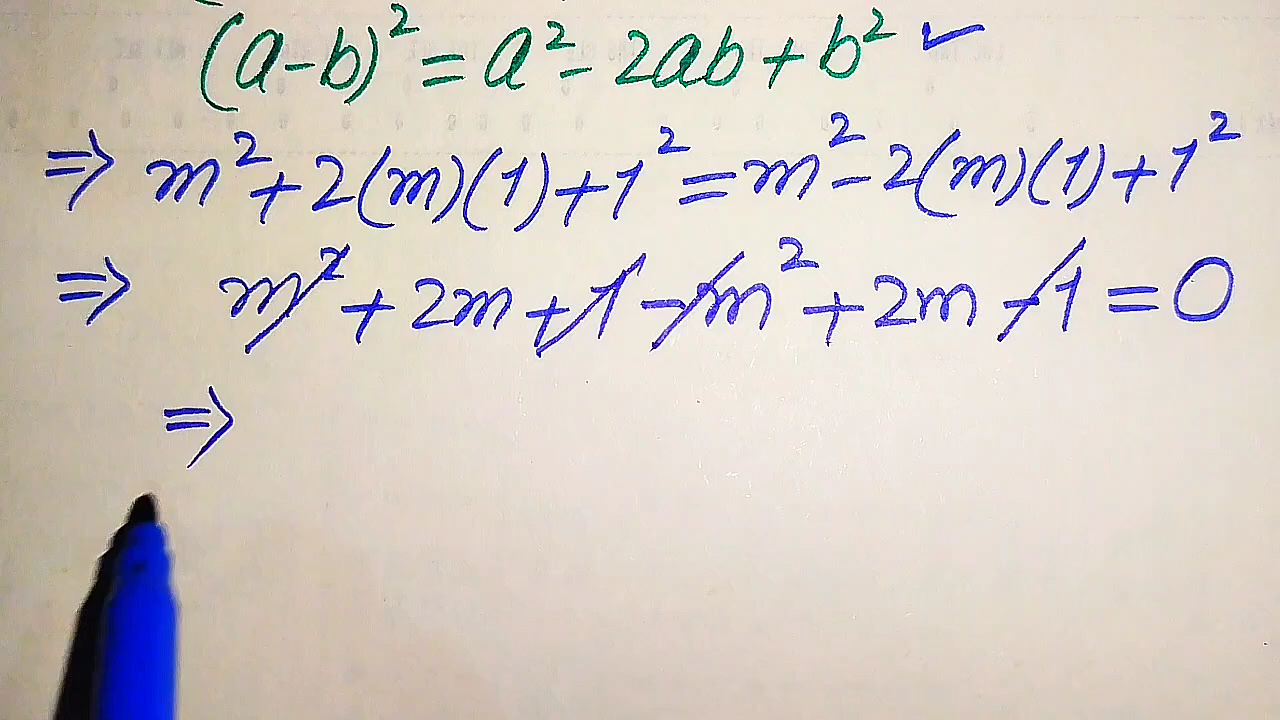 (a-b)² = a² - 2ab + b² ✓
⇒ m² + 2(m)(1) + 1² = m² - 2(m)(1) + 1²
⇒ m² + 2m + 1 - m² + 2m - 1 = 0
⇒